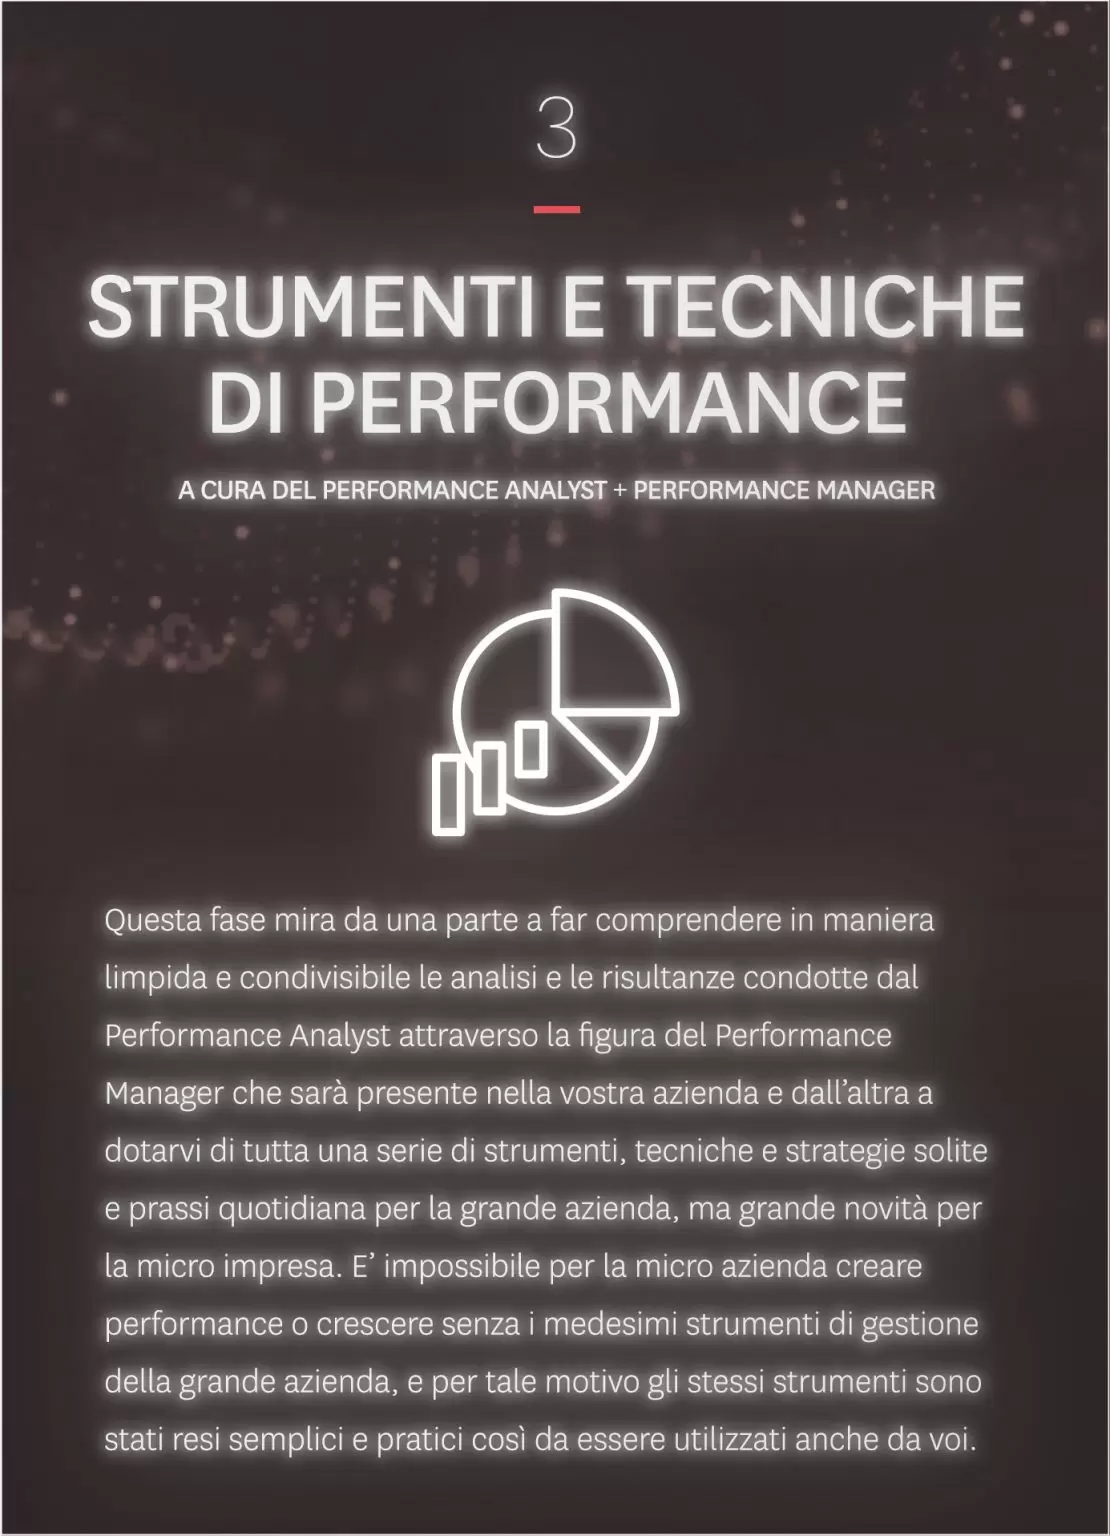 3
STRUMENTI E TECNICHE
DI PERFORMANCE
A CURA DEL PERFORMANCE ANALYST + PERFORMANCE MANAGER
Questa fase mira da una parte a far comprendere in maniera
limpida e condivisibile le analisi e le risultanze condotte dal
Performance Analyst attraverso la figura del Performance
Manager che sarà presente nella vostra azienda e dall’altra a
dotarvi di tutta una serie di strumenti, tecniche e strategie solite
e prassi quotidiana per la grande azienda, ma grande novità per
la micro impresa. E’ impossibile per la micro azienda creare
performance o crescere senza i medesimi strumenti di gestione
della grande azienda, e per tale motivo gli stessi strumenti sono
stati resi semplici e pratici così da essere utilizzati anche da voi.